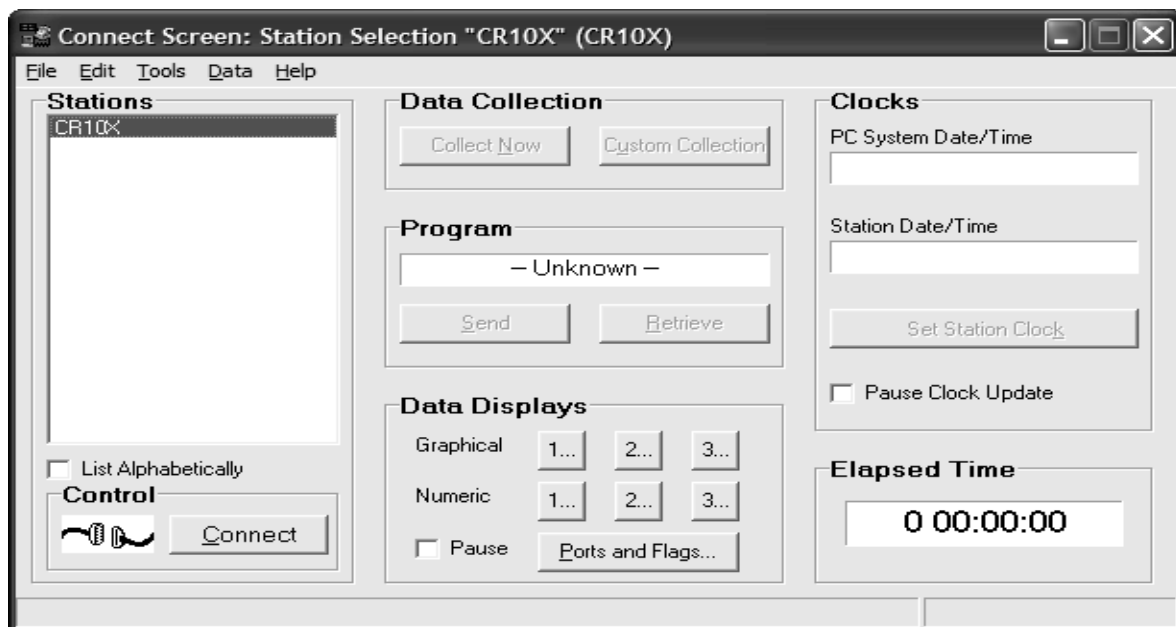 Connect Screen: Station Selection "CR10X" (CR10X)
File Edit Tools Data Help
Stations
CR10X
List Alphabetically
Control
Connect
Data Collection
Collect Now Custom Collection
Program
– Unknown –
Send Retrieve
Data Displays
Graphical 1... 2... 3...
Numeric 1... 2... 3...
Pause Ports and Flags...
Clocks
PC System Date/Time
Station Date/Time
Set Station Clock
Pause Clock Update
Elapsed Time
0 00:00:00